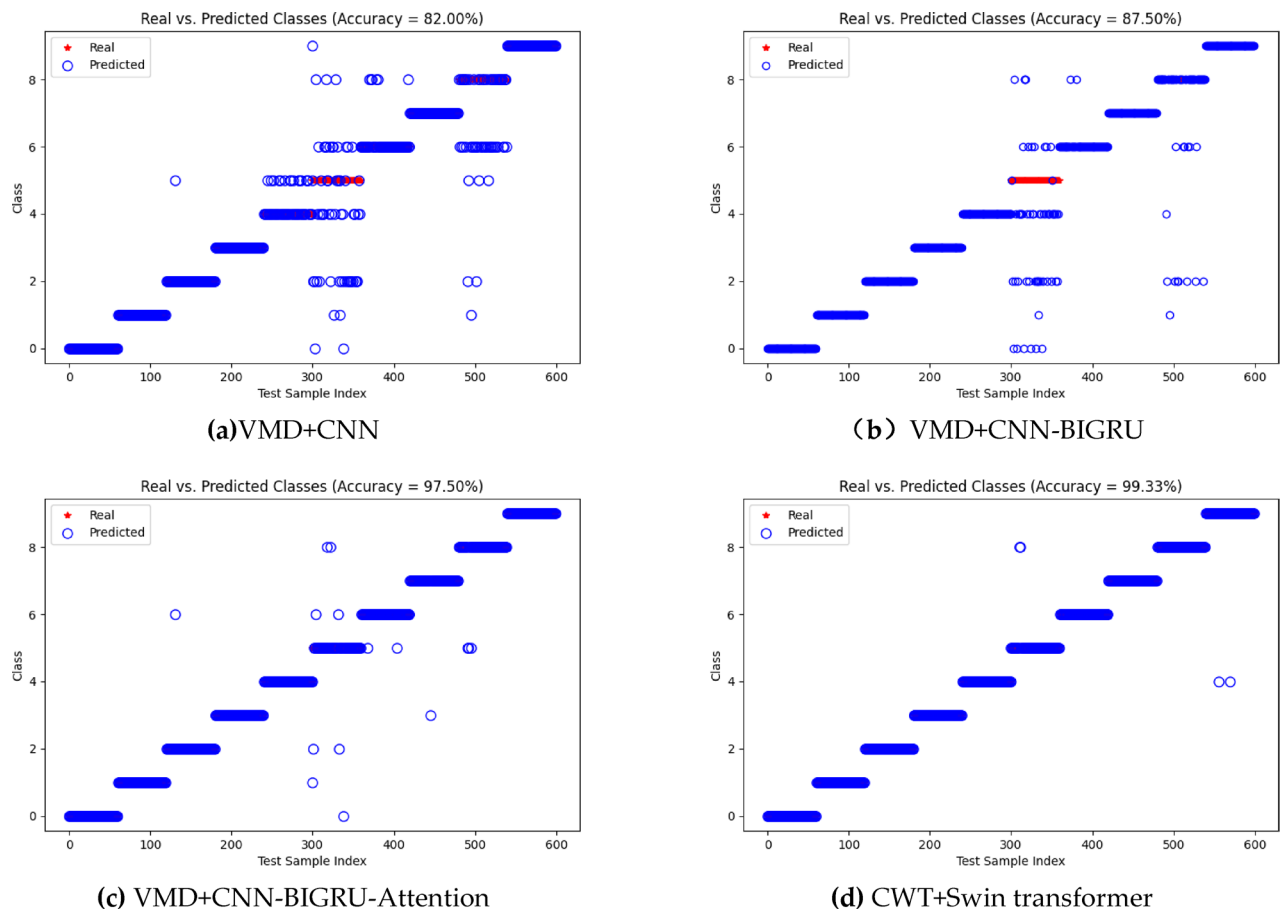 Real vs. Predicted Classes (Accuracy = 82.00%)
Real
Predicted
8
6
4
2
0
Class
0 100 200 300 400 500 600
Test Sample Index
(a)VMD+CNN
Real vs. Predicted Classes (Accuracy = 87.50%)
Real
Predicted
8
6
4
2
0
Class
0 100 200 300 400 500 600
Test Sample Index
（b）VMD+CNN-BIGRU
Real vs. Predicted Classes (Accuracy = 97.50%)
Real
Predicted
8
6
4
2
0
Class
0 100 200 300 400 500 600
Test Sample Index
(c) VMD+CNN-BIGRU-Attention
Real vs. Predicted Classes (Accuracy = 99.33%)
Real
Predicted
8
6
4
2
0
Class
0 100 200 300 400 500 600
Test Sample Index
(d) CWT+Swin transformer